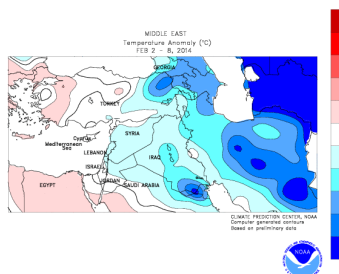 MIDDLE EAST
Temperature Anomaly (°C)
FEB 2 – 8, 2014
GEORGIA
4
TURKEY
Cyprus
Mediterranean
Sea
SYRIA
LEBANON
IRAQ
ISRAEL
JORDAN
EGYPT
SAUDI ARABIA
CLIMATE PREDICTION CENTER, NOAA
Computer generated contours
Based on preliminary data
NOAA